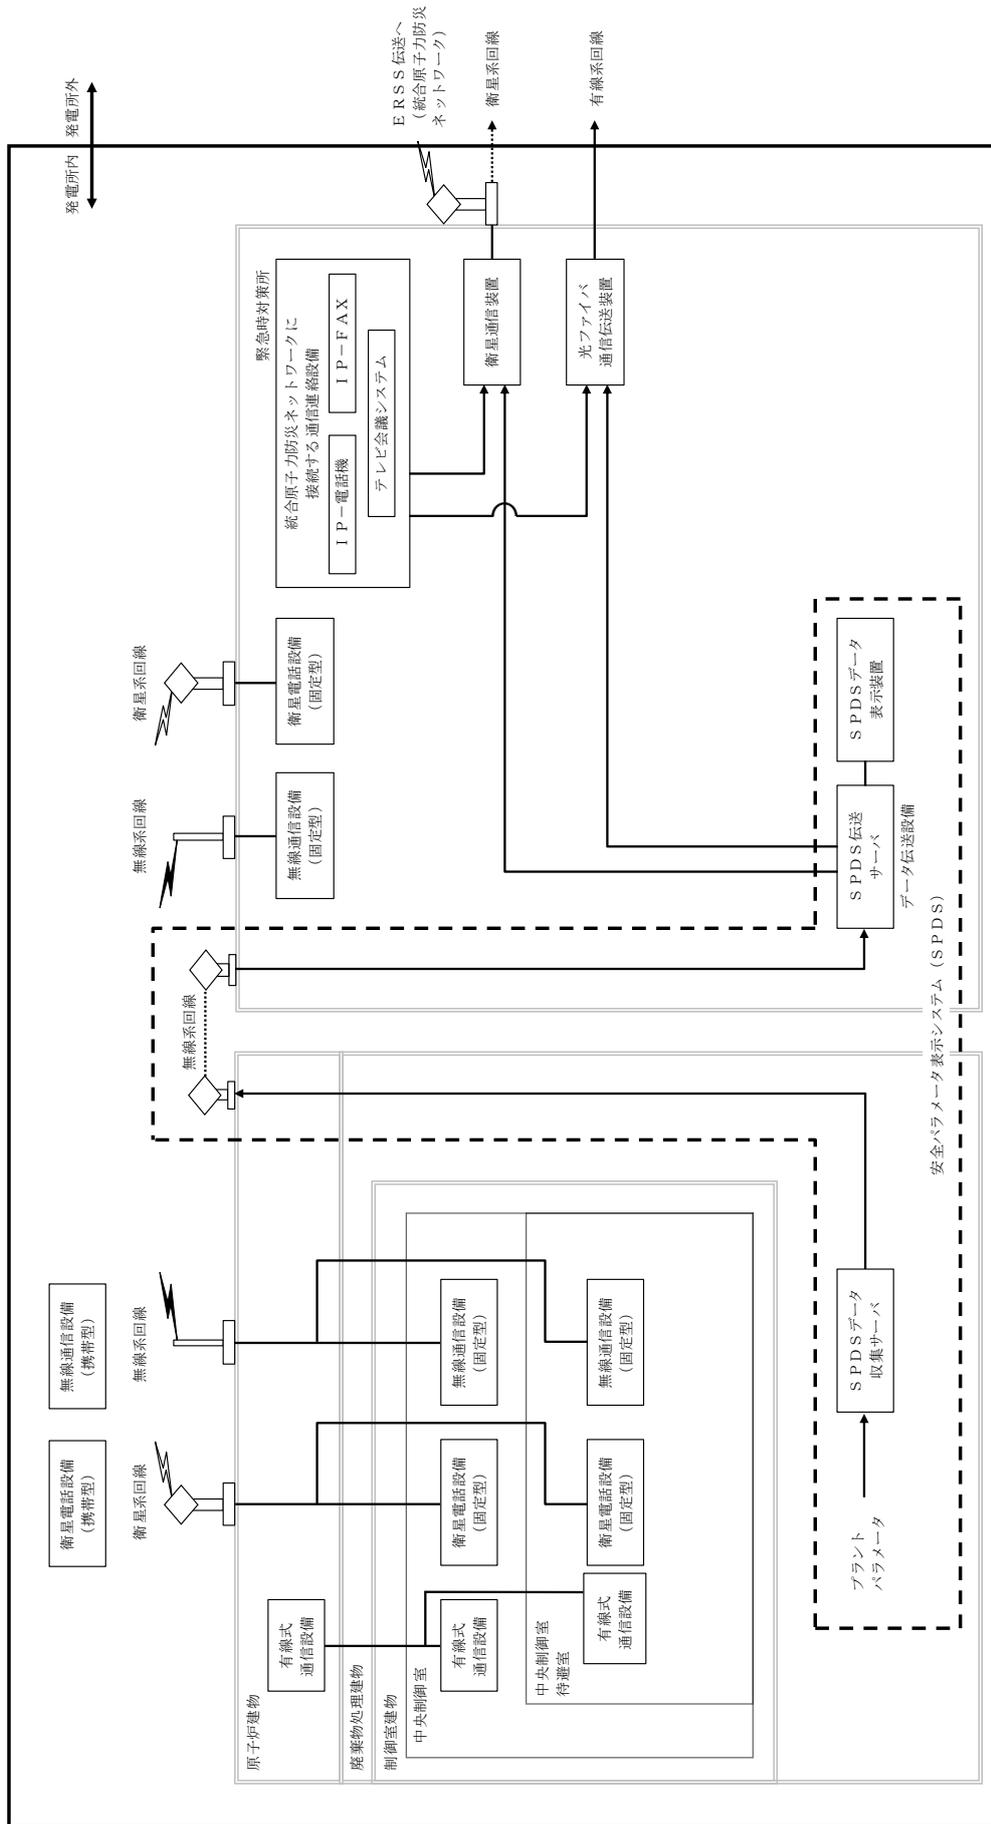 発電所内 発電所外
ERSS伝送へ
(統合原子力防災
ネットワーク)
衛星系回線
有線系回線
緊急時対策所
統合原子力防災ネットワークに
接続する通信連絡設備
IP-電話機
IP-FAX
テレビ会議システム
衛星通信装置
光ファイバ
通信伝送装置
衛星系回線
衛星電話設備
(固定型)
無線系回線
無線通信設備
(固定型)
無線系回線
SPDSデータ
表示装置
SPDS伝送
サーバ
データ伝送設備
安全パラメータ表示システム(SPDS)
無線通信設備
(携帯型)
衛星電話設備
(携帯型)
無線系回線
衛星系回線
無線通信設備
(固定型)
無線通信設備
(固定型)
衛星電話設備
(固定型)
衛星電話設備
(固定型)
有線式
通信設備
有線式
通信設備
有線式
通信設備
原子炉建物
廃棄物処理建物
制御室建物
中央制御室
中央制御室
待避室
SPDSデータ
収集サーバ
プラント
パラメータ